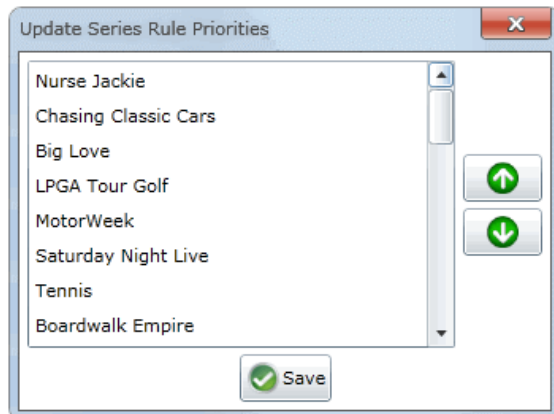 Update Series Rule Priorities
Nurse Jackie
Chasing Classic Cars
Big Love
LPGA Tour Golf
MotorWeek
Saturday Night Live
Tennis
Boardwalk Empire
Save